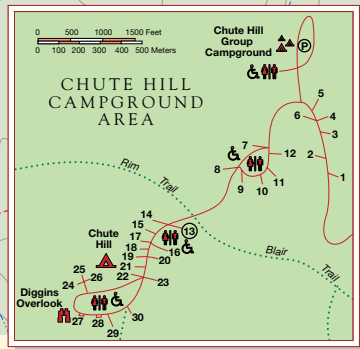 0 500 1000 1500 Feet
0 100 200 300 400 500 Meters
Chute Hill
Group
Campground
P
CHUTE HILL
CAMPGROUND
AREA
5
6 4
3
7 12 2
8 1
9 10 11
Rim Trail
14
15 13
17
18 16
Chute
Hill
19 20
21
22 23
25
24 26
Diggins
Overlook
27 28 30
29
Blair Trail